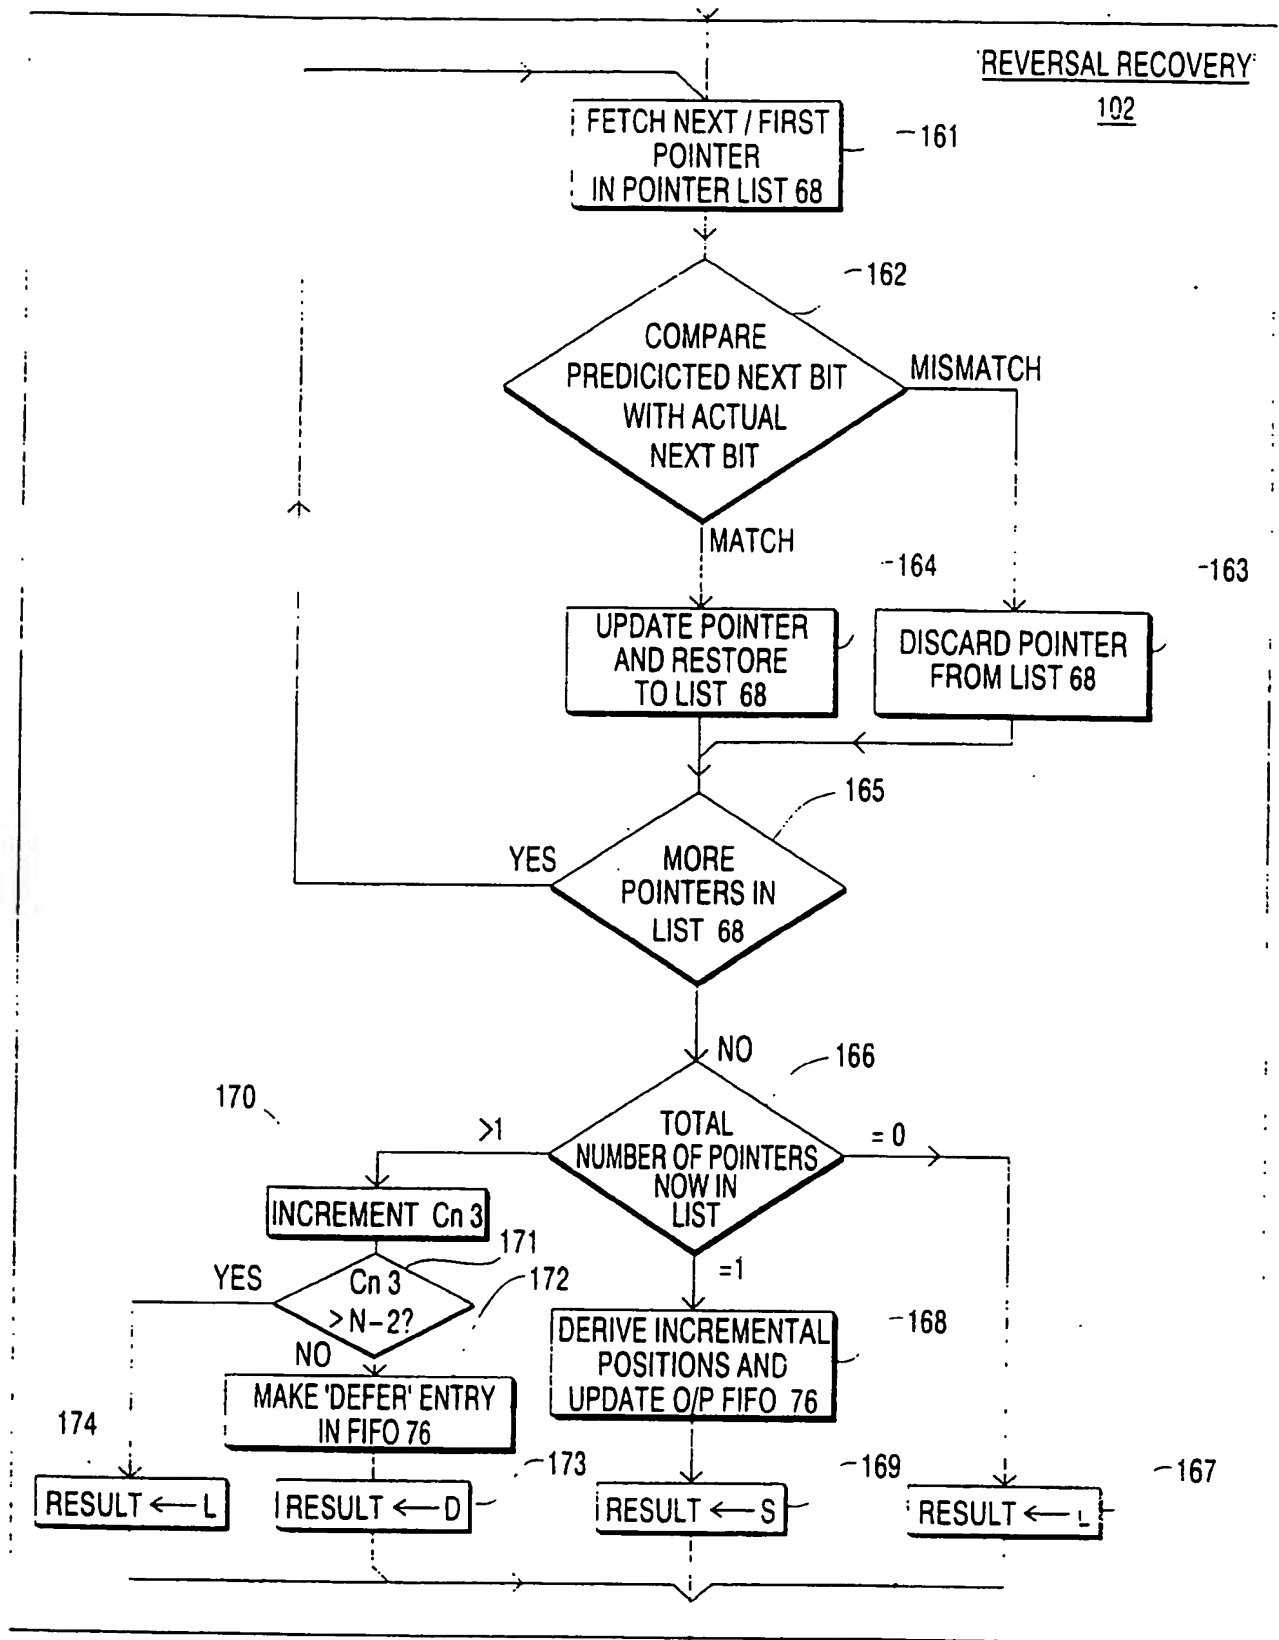 REVERSAL RECOVERY
102
FETCH NEXT / FIRST
POINTER
IN POINTER LIST 68
161
162
COMPARE
PREDICICTED NEXT BIT
WITH ACTUAL
NEXT BIT
MISMATCH
MATCH
164
163
UPDATE POINTER
AND RESTORE
TO LIST 68
DISCARD POINTER
FROM LIST 68
165
YES
MORE
POINTERS IN
LIST 68
NO
166
170
>1
TOTAL
NUMBER OF POINTERS
NOW IN
LIST
= 0
INCREMENT Cn 3
171
=1
YES
Cn 3
> N-2?
172
NO
DERIVE INCREMENTAL
POSITIONS AND
UPDATE O/P FIFO 76
168
MAKE 'DEFER' ENTRY
IN FIFO 76
174
173
169
167
RESULT ← L
RESULT ← D
RESULT ← S
RESULT ← L